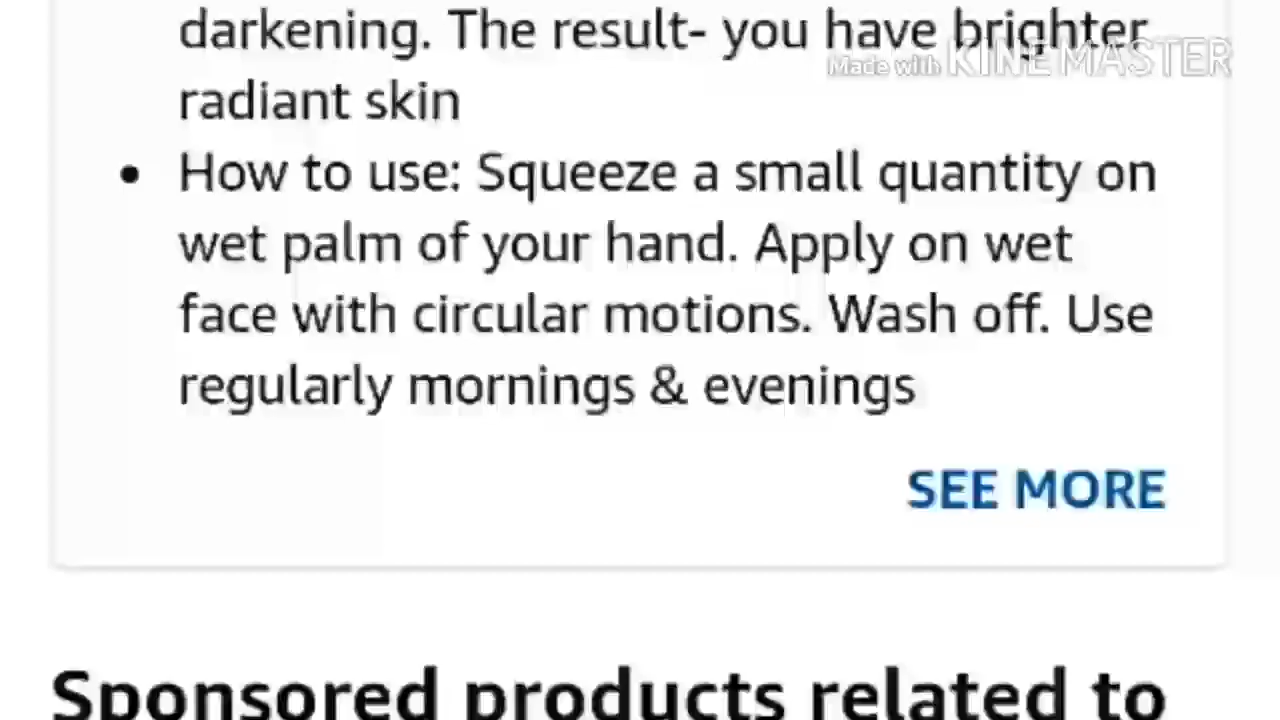 darkening. The result- you have brighter
Made with KINEMASTER
radiant skin
• How to use: Squeeze a small quantity on
wet palm of your hand. Apply on wet
face with circular motions. Wash off. Use
regularly mornings & evenings
SEE MORE
Sponsored products related to